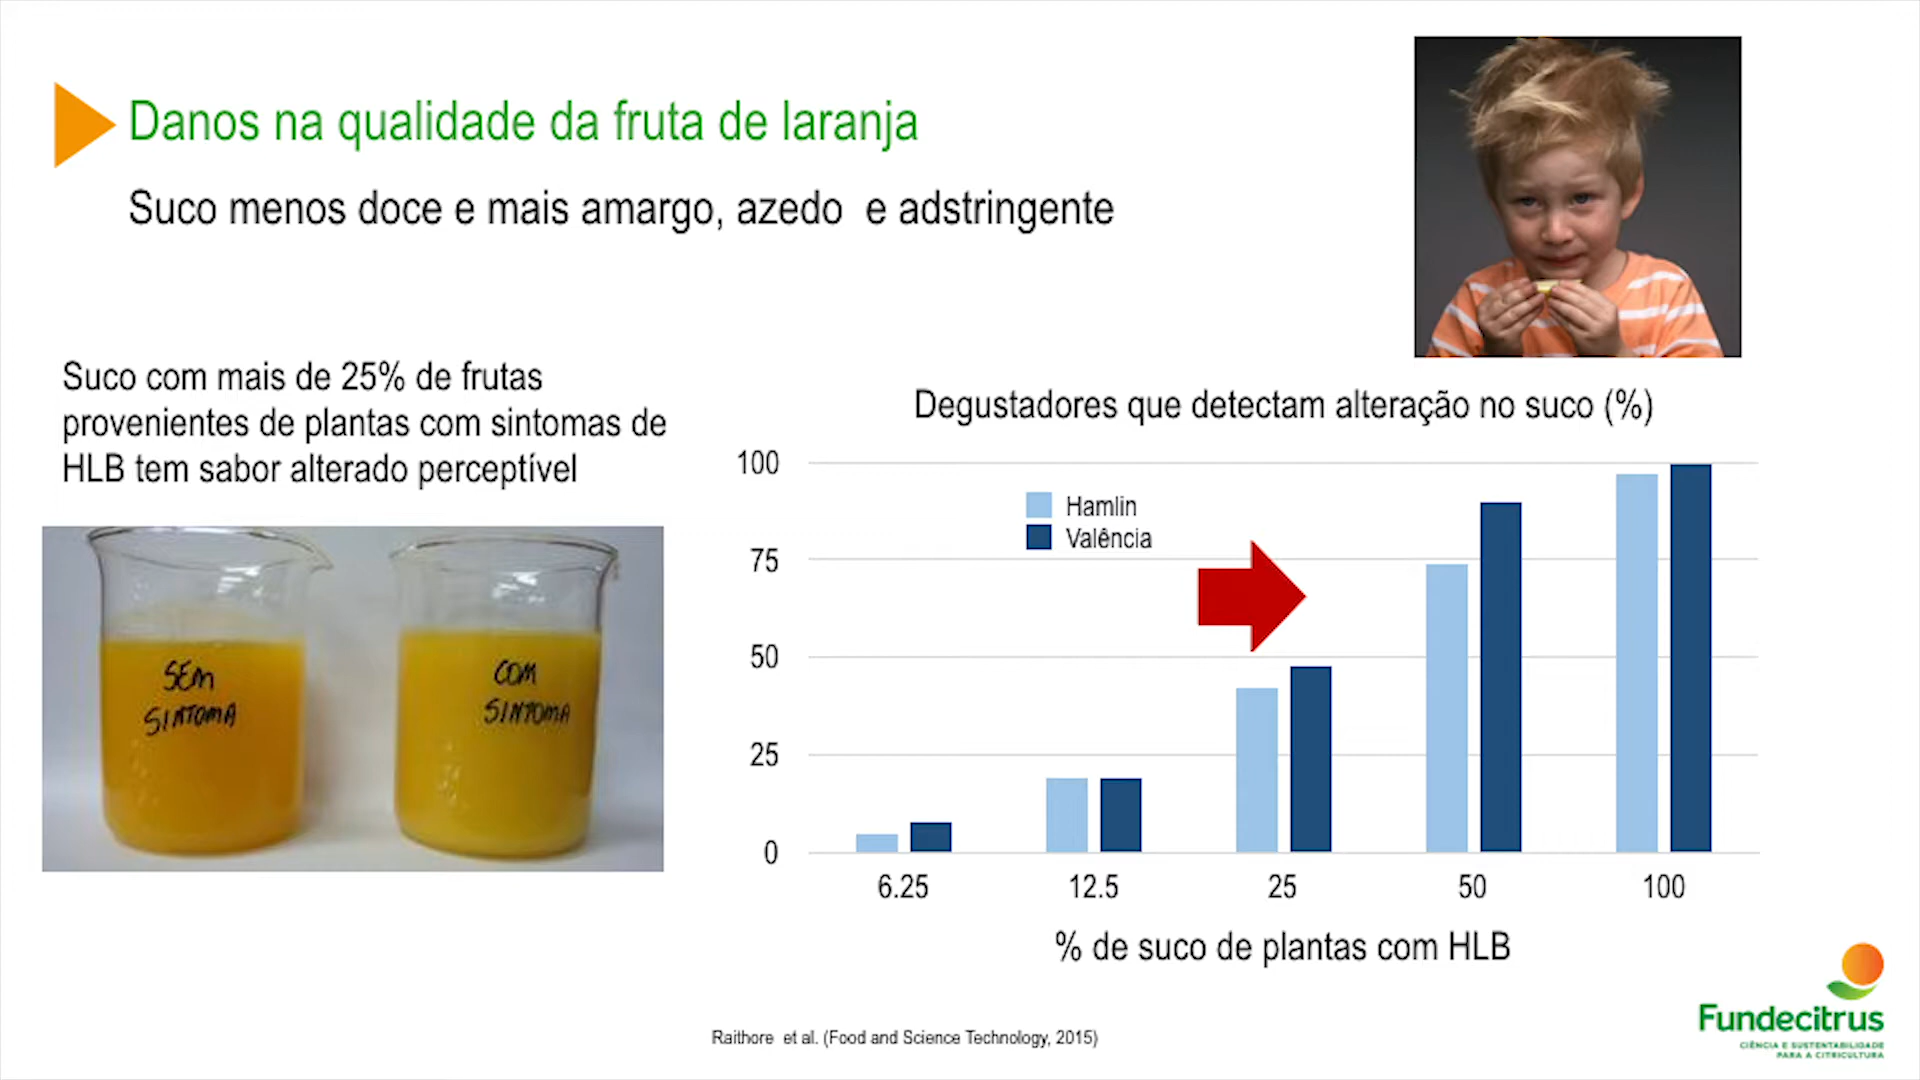 Danos na qualidade da fruta de laranja
Suco menos doce e mais amargo, azedo e adstringente
Suco com mais de 25% de frutas
provenientes de plantas com sintomas de
HLB tem sabor alterado perceptível
SEM
SINTOMA
COM
SINTOMA
Degustadores que detectam alteração no suco (%)
100
75
50
25
0
Hamlin
Valência
6.25 12.5 25 50 100
% de suco de plantas com HLB
Raithore et al. (Food and Science Technology, 2015)
Fundecitrus
CIÊNCIA E SUSTENTABILIDADE
PARA A CITRICULTURA